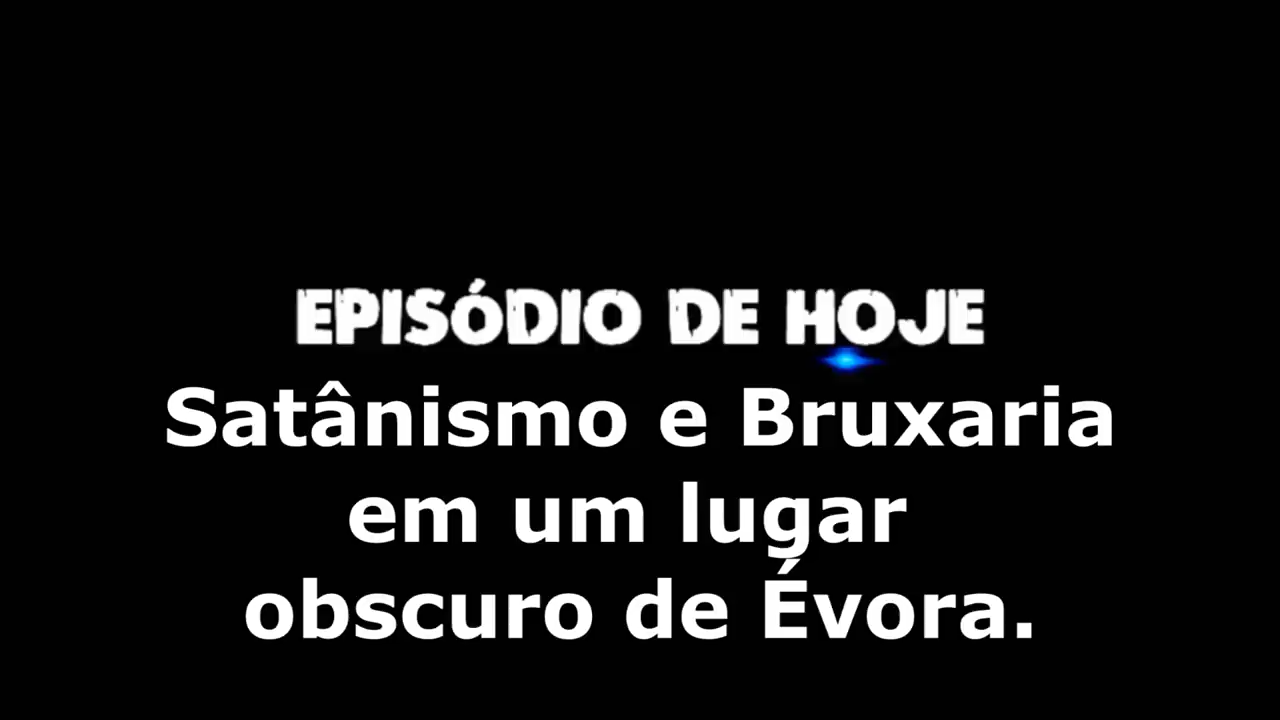 EPISÓDIO DE HOJE
Satânismo e Bruxaria
em um lugar
obscuro de Évora.